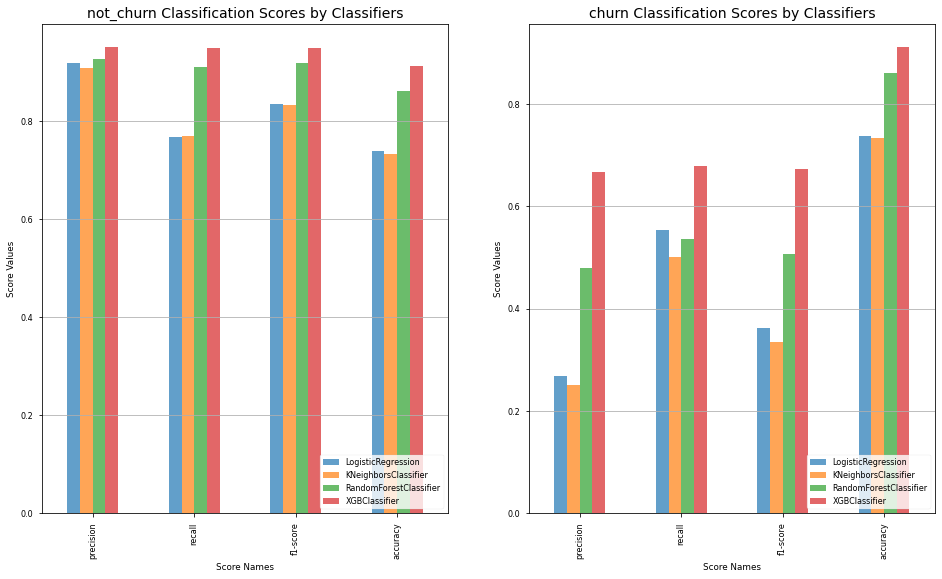 not_churn Classification Scores by Classifiers
Score Values
0.8
0.6
0.4
0.2
0.0
LogisticRegression
KNeighborsClassifier
RandomForestClassifier
XGBClassifier
precision
recall
f1-score
accuracy
Score Names
churn Classification Scores by Classifiers
Score Values
0.8
0.6
0.4
0.2
0.0
LogisticRegression
KNeighborsClassifier
RandomForestClassifier
XGBClassifier
precision
recall
f1-score
accuracy
Score Names